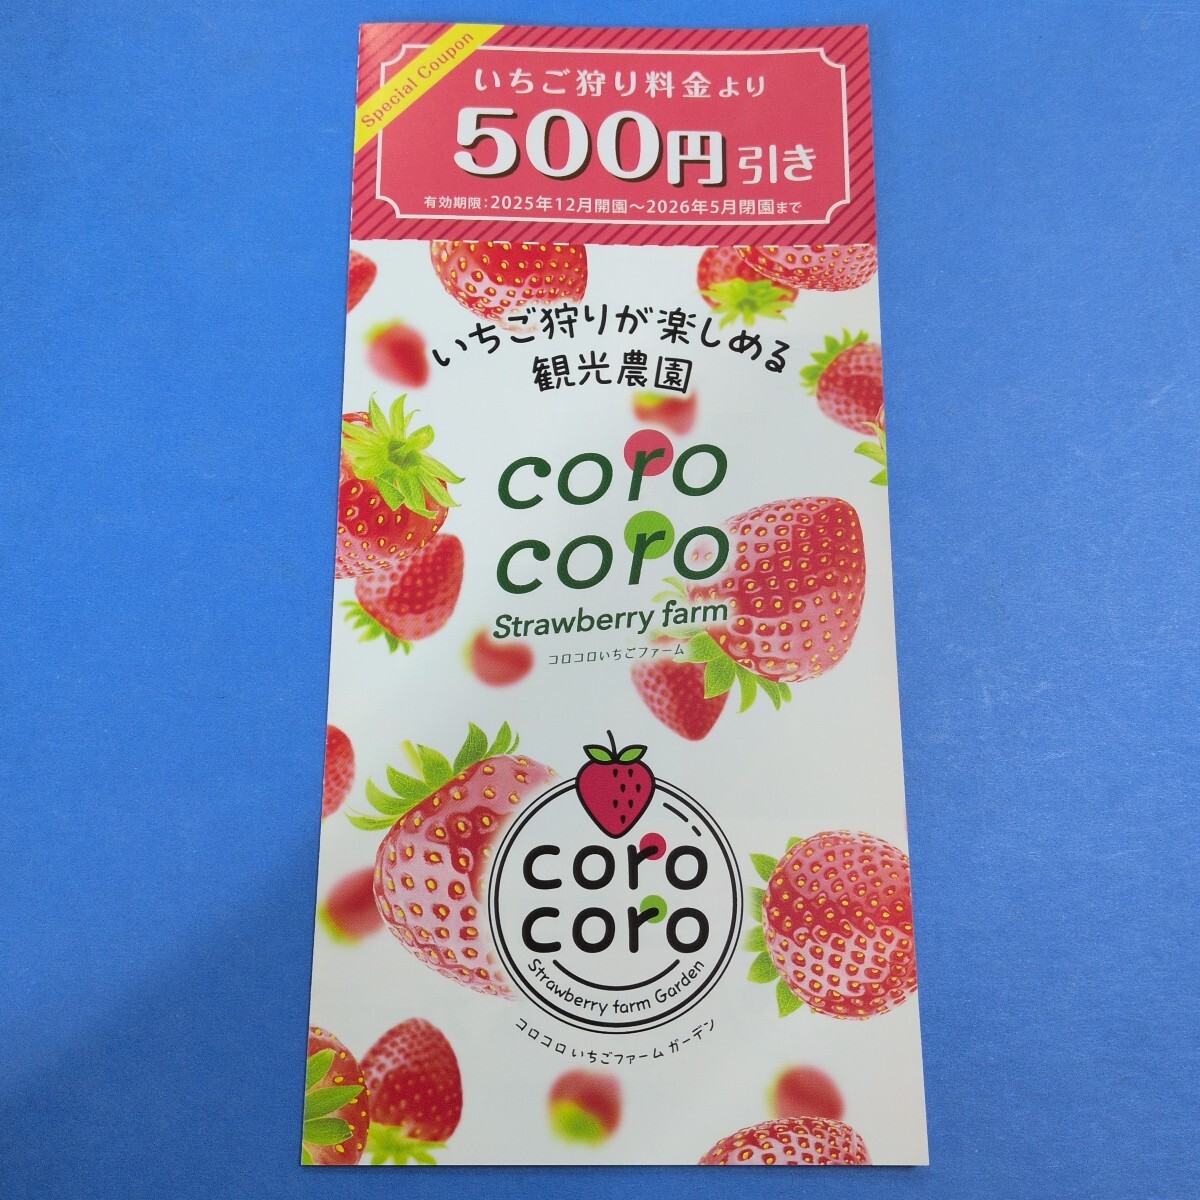 Special Coupon
いちご狩り料金より
500円引き
有効期限:2025年12月開園～2026年5月閉園まで
いちご狩りが楽しめる
観光農園
coro
coro
Strawberry farm
コロコロいちごファーム
coro
coro
Strawberry farm Garden
コロコロ いちごファーム ガーデン